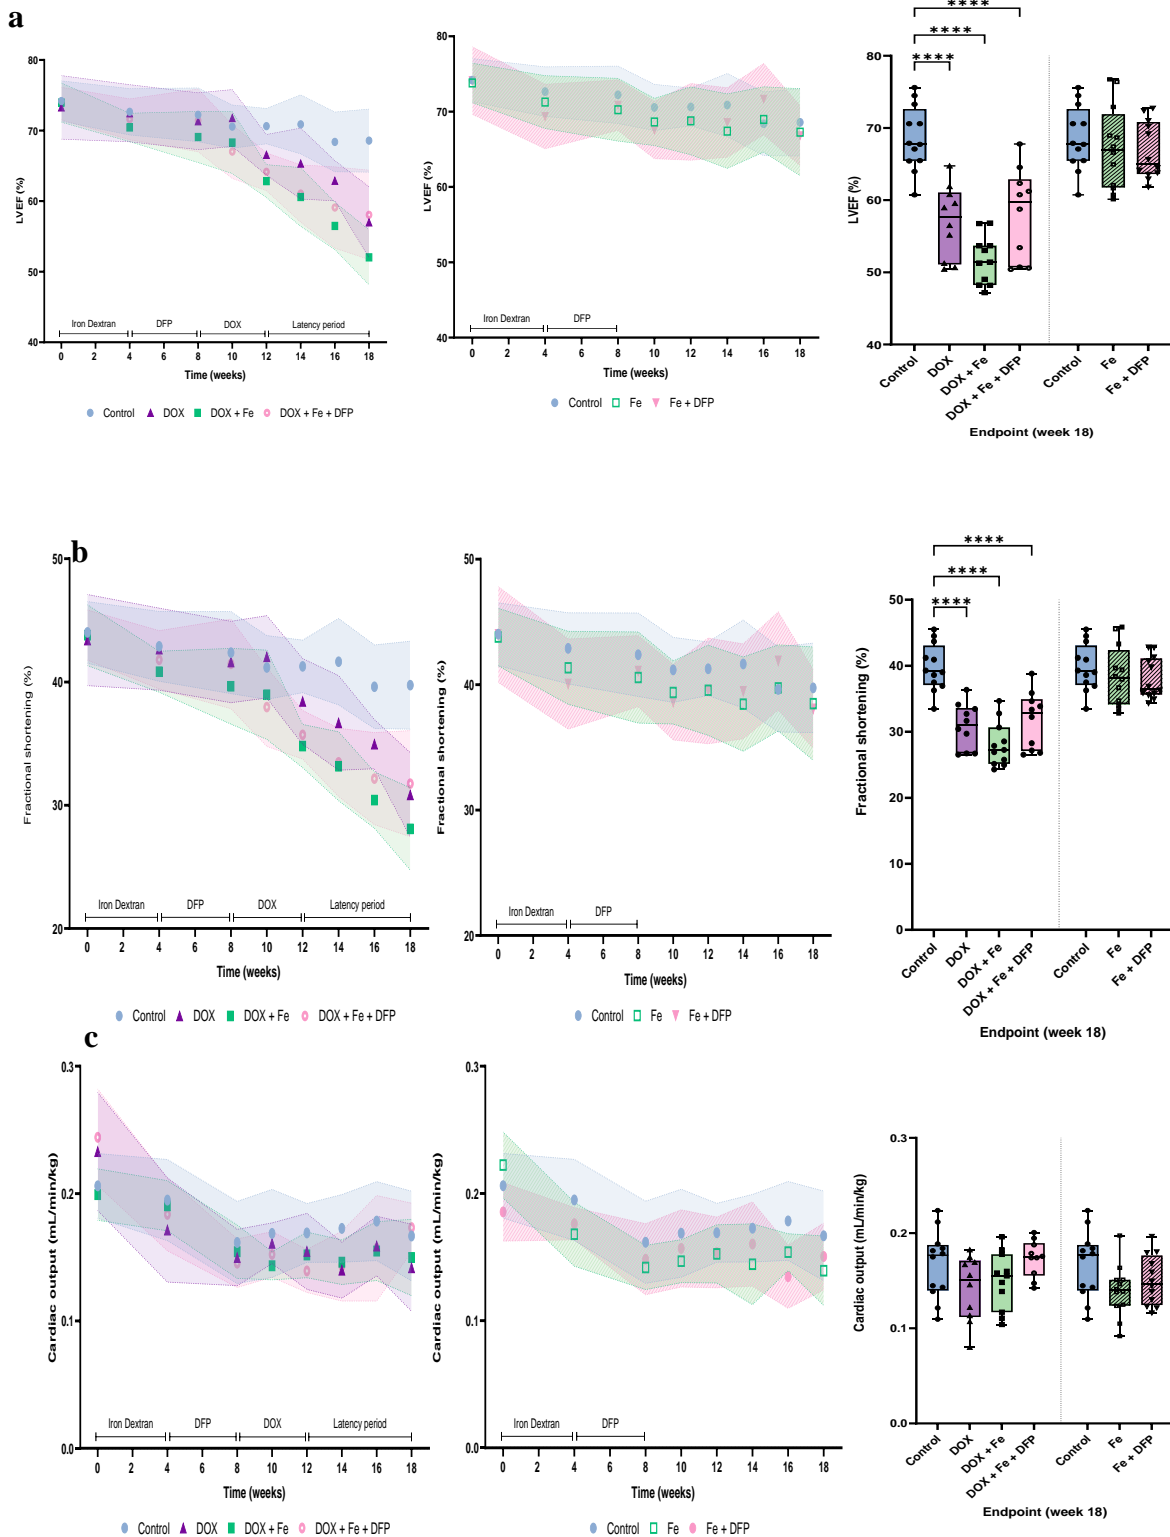 a
80
70
60
50
40
LVEF (%)
Iron Dextran DFP DOX Latency period
0 2 4 6 8 10 12 14 16 18
Time (weeks)
Control DOX DOX + Fe DOX + Fe + DFP
80
70
60
50
40
LVEF (%)
Iron Dextran DFP
0 2 4 6 8 10 12 14 16 18
Time (weeks)
Control Fe Fe + DFP
****
****
****
80
70
60
50
40
LVEF (%)
Control DOX DOX + Fe DOX + Fe + DFP Control Fe Fe + DFP
Endpoint (week 18)
b
50
40
30
20
Fractional shortening (%)
Iron Dextran DFP DOX Latency period
0 2 4 6 8 10 12 14 16 18
Time (weeks)
Control DOX DOX + Fe DOX + Fe + DFP
50
40
30
20
Fractional shortening (%)
Iron Dextran DFP
0 2 4 6 8 10 12 14 16 18
Time (weeks)
Control Fe Fe + DFP
****
****
****
50
40
30
20
10
0
Fractional shortening (%)
Control DOX DOX + Fe DOX + Fe + DFP Control Fe Fe + DFP
Endpoint (week 18)
c
0.3
0.2
0.1
0.0
Cardiac output (mL/min/kg)
Iron Dextran DFP DOX Latency period
0 2 4 6 8 10 12 14 16 18
Time (weeks)
Control DOX DOX + Fe DOX + Fe + DFP
0.3
0.2
0.1
0.0
Cardiac output (mL/min/kg)
Iron Dextran DFP
0 2 4 6 8 10 12 14 16 18
Time (weeks)
Control Fe Fe + DFP
0.3
0.2
0.1
0.0
Cardiac output (mL/min/kg)
Control DOX DOX + Fe DOX + Fe + DFP Control Fe Fe + DFP
Endpoint (week 18)